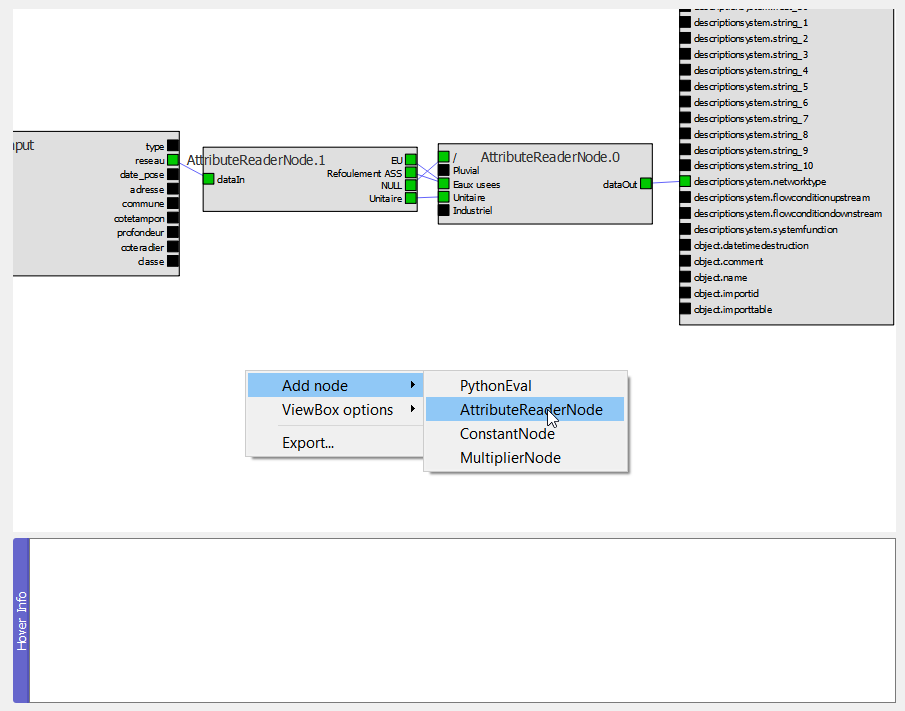 descriptionsystem.string_1
descriptionsystem.string_2
descriptionsystem.string_3
descriptionsystem.string_4
descriptionsystem.string_5
descriptionsystem.string_6
descriptionsystem.string_7
descriptionsystem.string_8
descriptionsystem.string_9
descriptionsystem.string_10
descriptionsystem.networktype
descriptionsystem.flowconditionupstream
descriptionsystem.flowconditiondownstream
descriptionsystem.systemfunction
object.datetimedestruction
object.comment
object.name
object.importid
object.importtable
put
type
reseau
date_pose
adresse
commune
cotetampon
profondeur
coteradier
classe
AttributeReaderNode.1
dataIn
EU
Refoulement ASS
NULL
Unitaire
AttributeReaderNode.0
/
Pluvial
Eaux usees
Unitaire
Industriel
dataOut
Add node
ViewBox options
Export...
PythonEval
AttributeReaderNode
ConstantNode
MultiplierNode
Hover Info